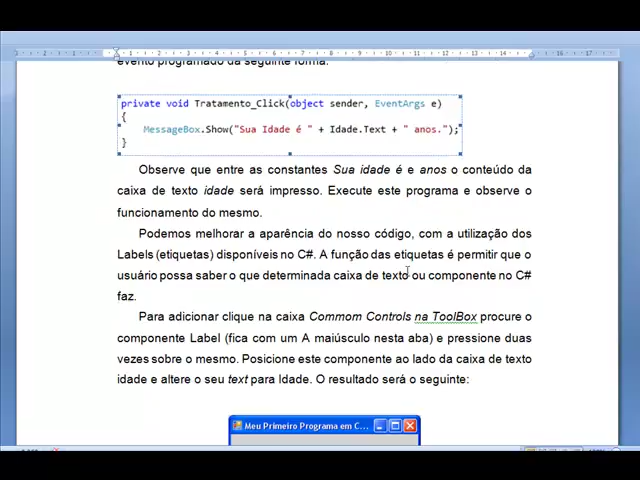 evento programado da seguinte forma:
private void Tratamento_Click(object sender, EventArgs e)
{
MessageBox.Show("Sua Idade é " + Idade.Text + " anos.");
}
Observe que entre as constantes Sua idade é e anos o conteúdo da
caixa de texto idade será impresso. Execute este programa e observe o
funcionamento do mesmo.
Podemos melhorar a aparência do nosso código, com a utilização dos
Labels (etiquetas) disponíveis no C#. A função das etiquetas é permitir que o
usuário possa saber o que determinada caixa de texto ou componente no C#
faz.
Para adicionar clique na caixa Commom Controls na ToolBox procure o
componente Label (fica com um A maiúsculo nesta aba) e pressione duas
vezes sobre o mesmo. Posicione este componente ao lado da caixa de texto
idade e altere o seu text para Idade. O resultado será o seguinte:
Meu Primeiro Programa em C...